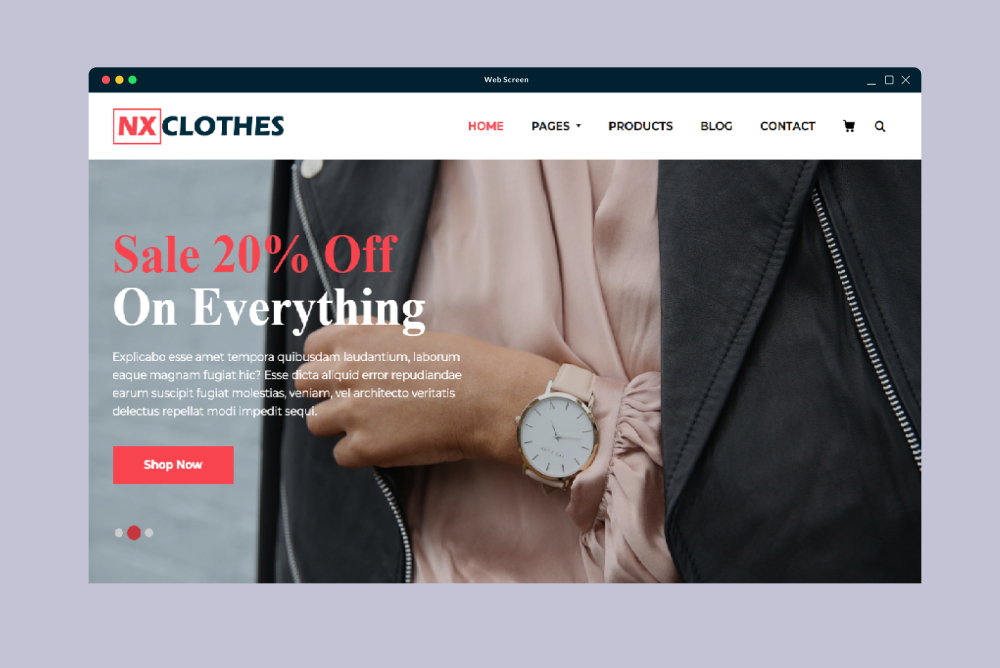 Web Screen
NXCLOTHES
HOME PAGES PRODUCTS BLOG CONTACT
Sale 20% Off
On Everything
Explicabo esse amet tempora quibusdam laudantium, laborum
eaque magnam fugiat hic? Esse dicta aliquid error repudiandae
earum suscipit fugiat molestias, veniam, vel architecto veritatis
delectus repellat modi impedit sequi.
Shop Now